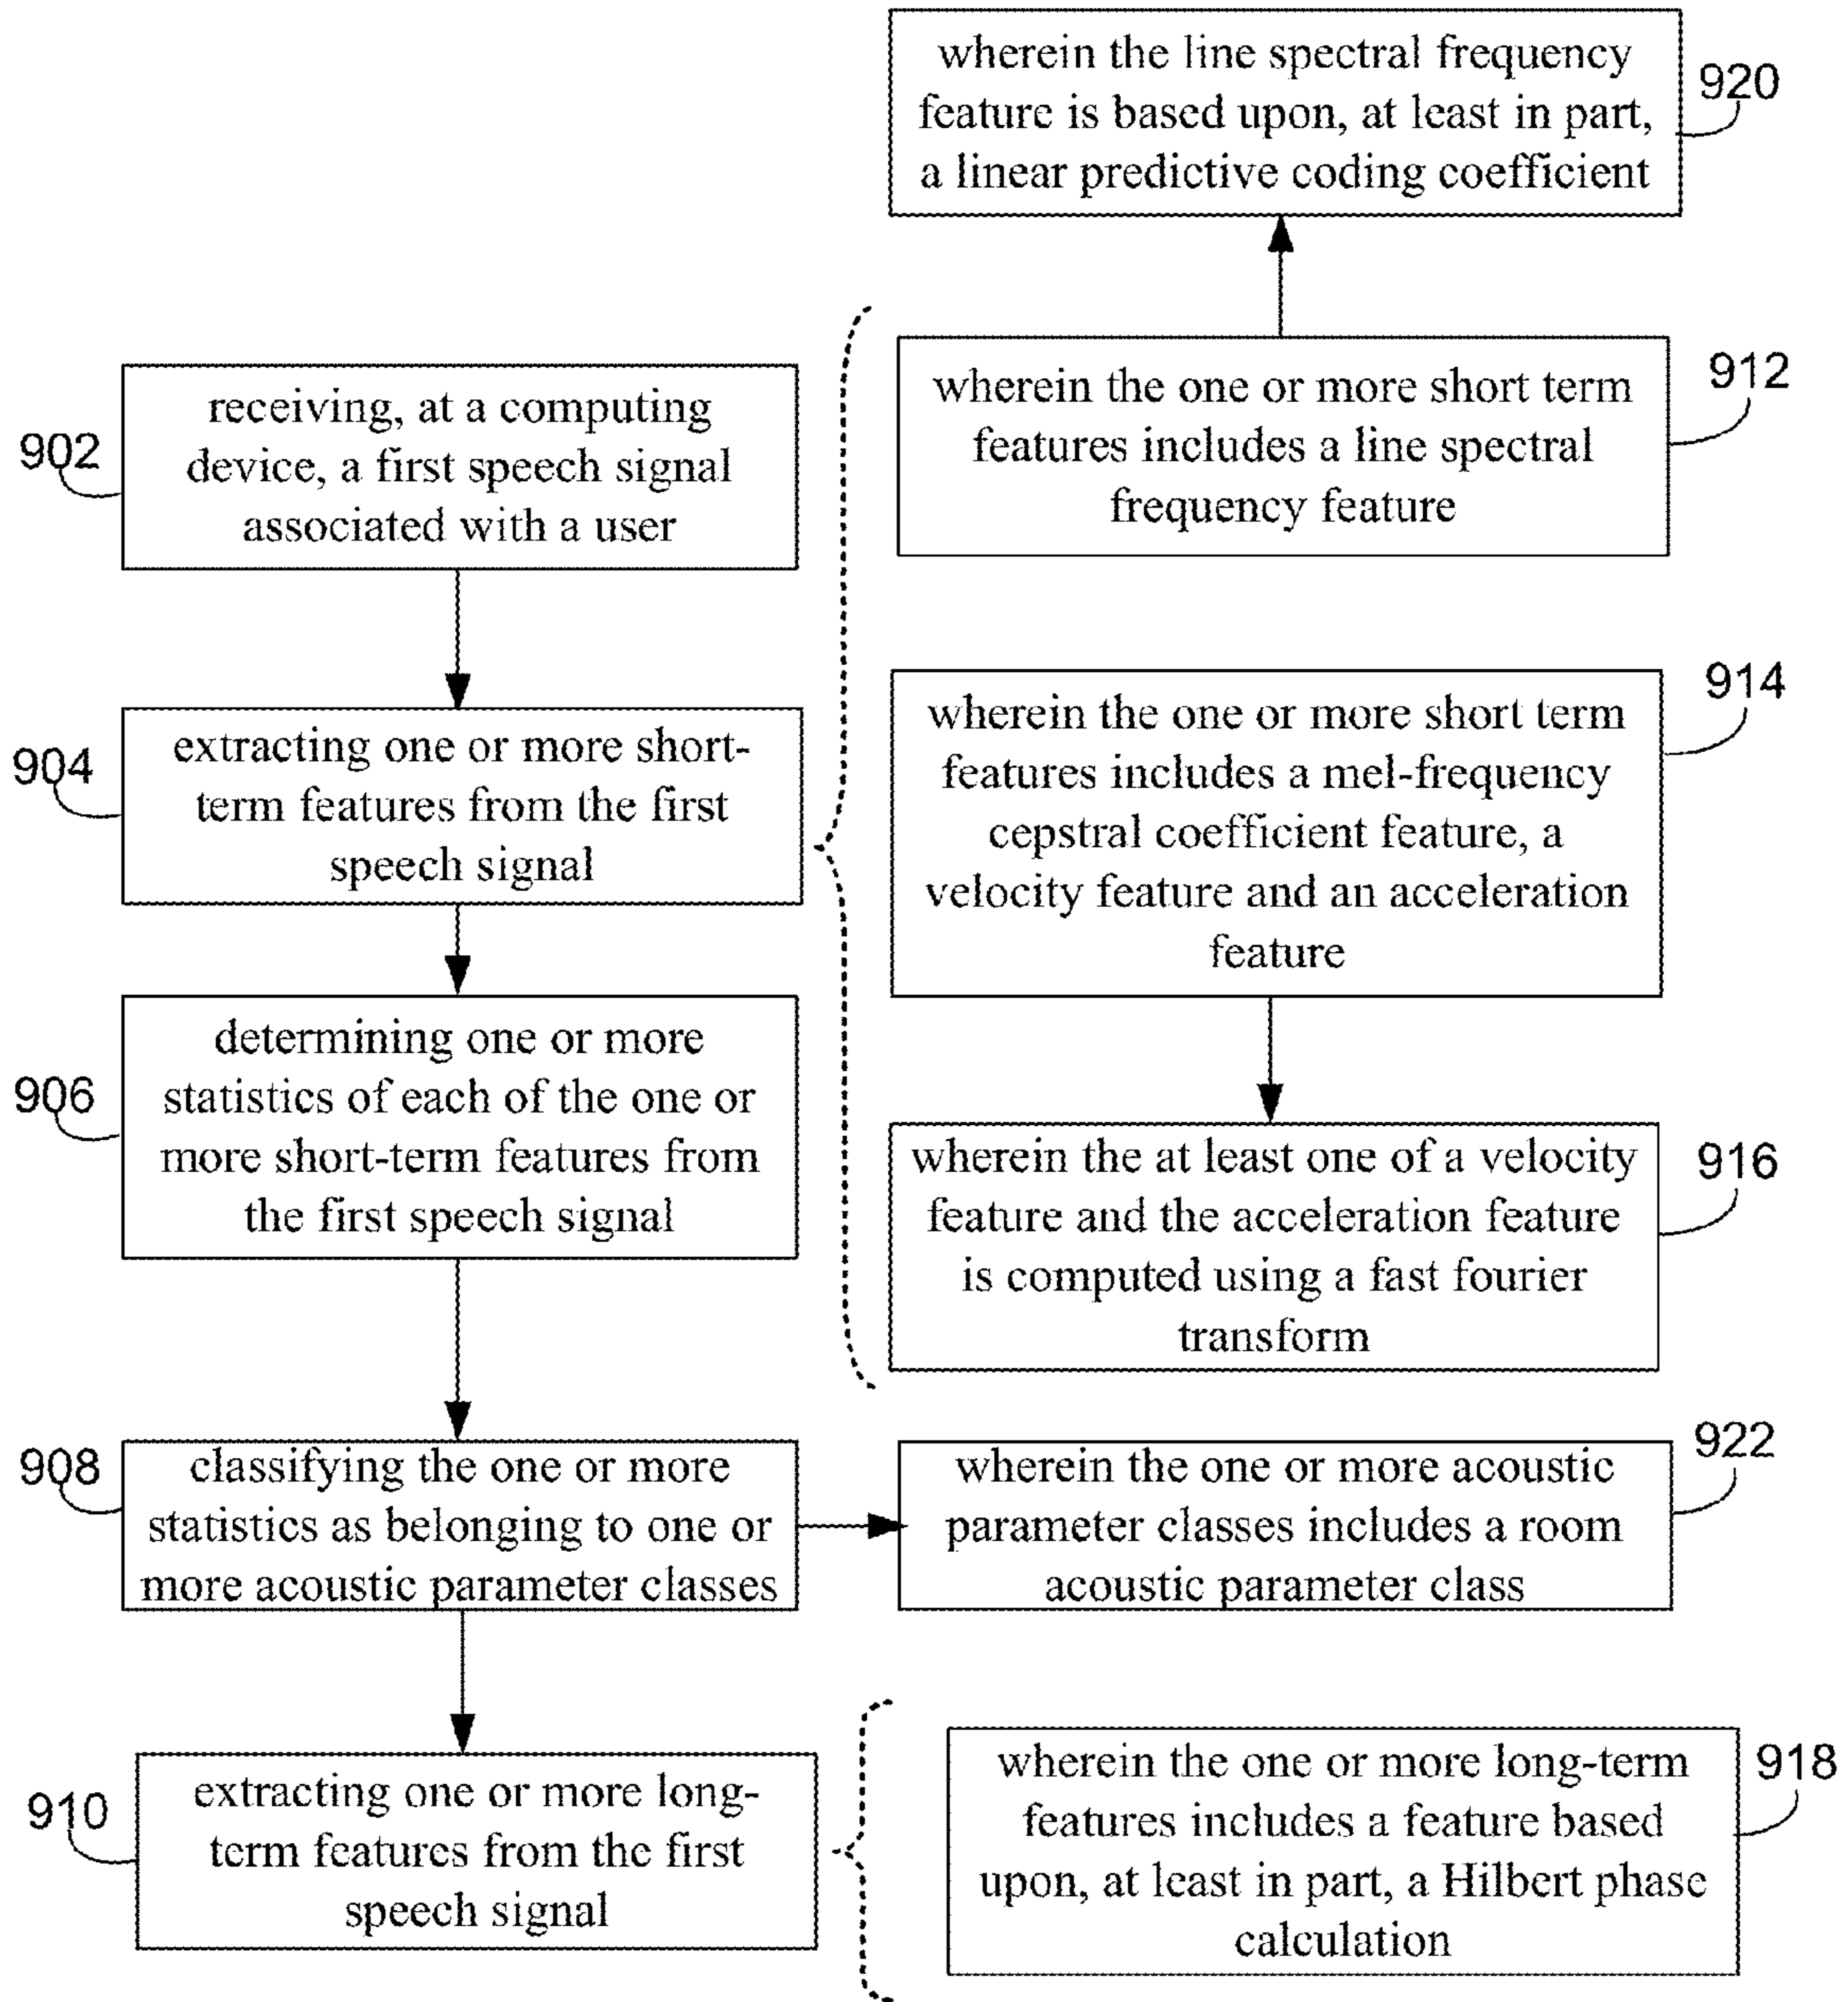 wherein the line spectral frequency
feature is based upon, at least in part,
a linear predictive coding coefficient
920
receiving, at a computing
device, a first speech signal
associated with a user
902
wherein the one or more short term
features includes a line spectral
frequency feature
912
extracting one or more short-
term features from the first
speech signal
904
wherein the one or more short term
features includes a mel-frequency
cepstral coefficient feature, a
velocity feature and an acceleration
feature
914
determining one or more
statistics of each of the one or
more short-term features from
the first speech signal
906
wherein the at least one of a velocity
feature and the acceleration feature
is computed using a fast fourier
transform
916
classifying the one or more
statistics as belonging to one or
more acoustic parameter classes
908
wherein the one or more acoustic
parameter classes includes a room
acoustic parameter class
922
extracting one or more long-
term features from the first
speech signal
910
wherein the one or more long-term
features includes a feature based
upon, at least in part, a Hilbert phase
calculation
918